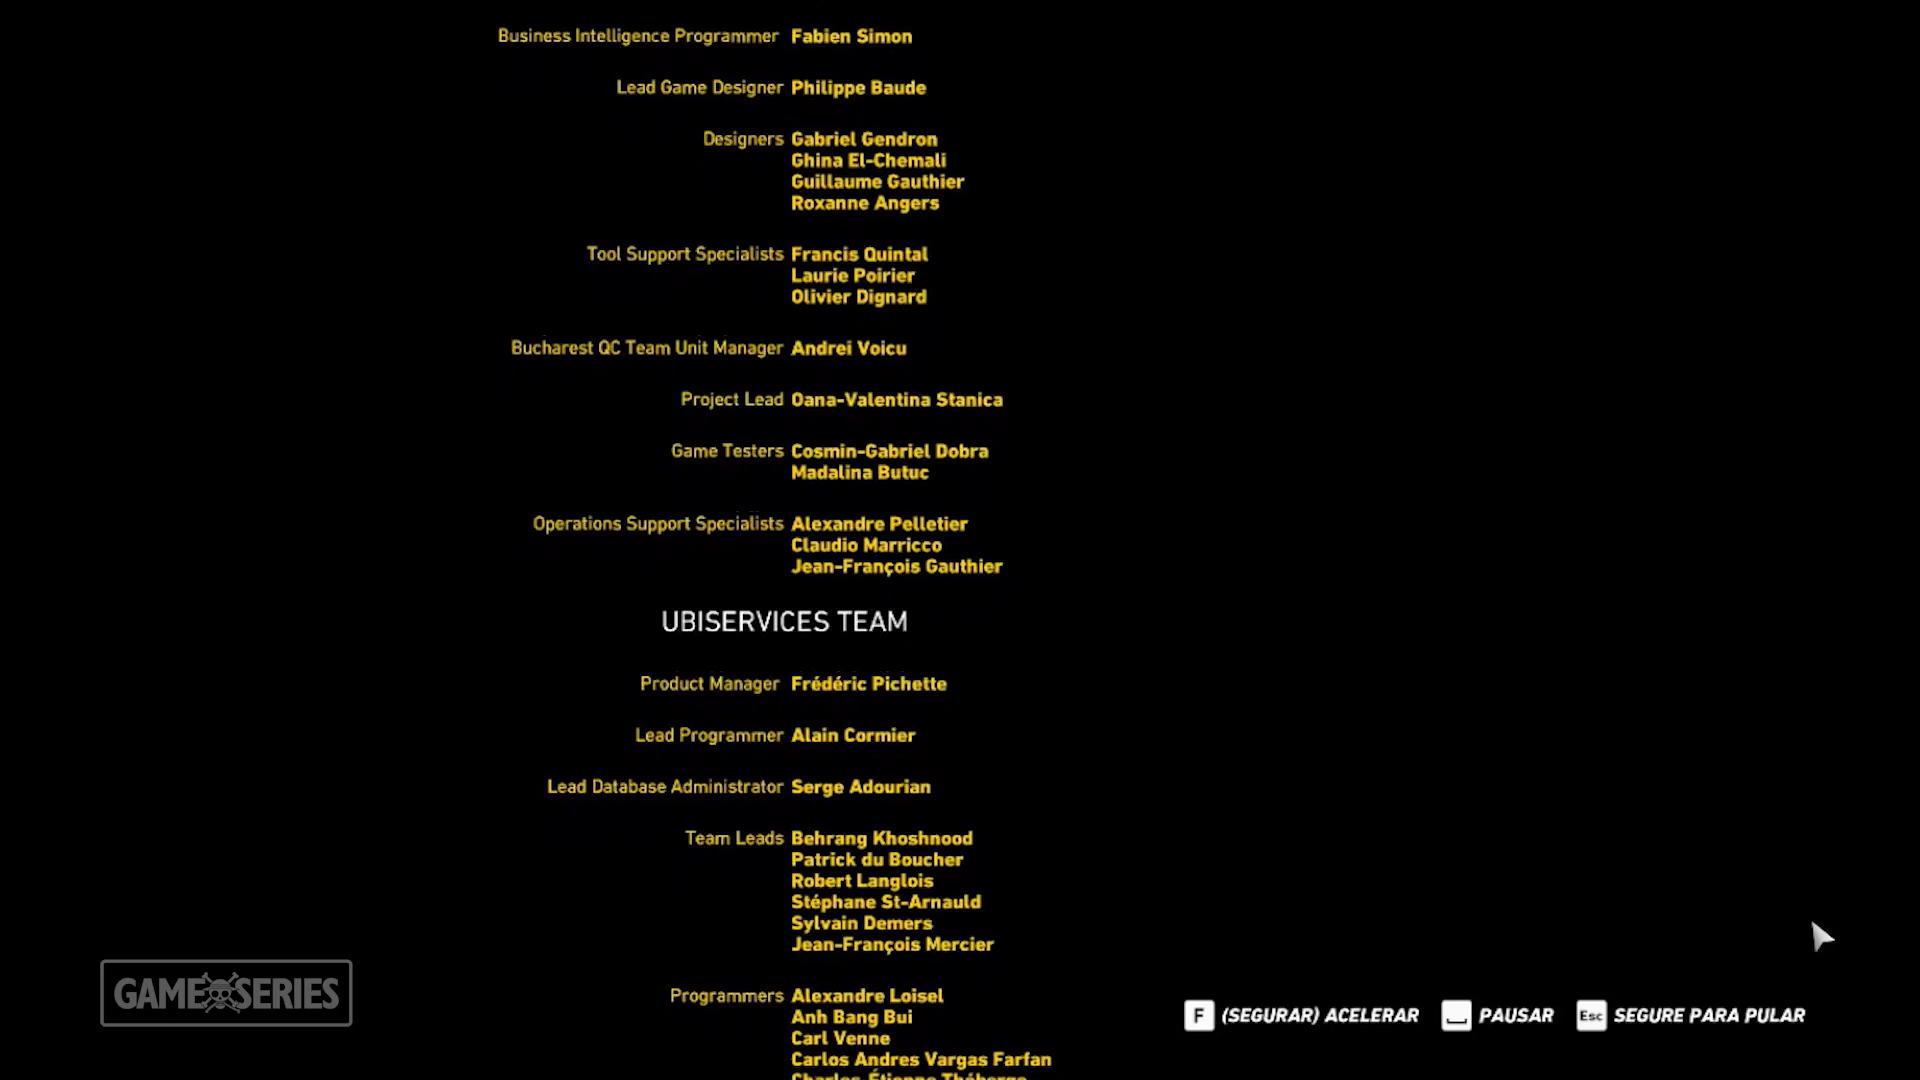 Business Intelligence Programmer Fabien Simon
Lead Game Designer Philippe Baude
Designers Gabriel Gendron
Ghina El-Chemali
Guillaume Gauthier
Roxanne Angers
Tool Support Specialists Francis Quintal
Laurie Poirier
Olivier Dignard
Bucharest QC Team Unit Manager Andrei Voicu
Project Lead Oana-Valentina Stanica
Game Testers Cosmin-Gabriel Dobra
Madalina Butuc
Operations Support Specialists Alexandre Pelletier
Claudio Marricco
Jean-François Gauthier
UBISERVICES TEAM
Product Manager Frédéric Pichette
Lead Programmer Alain Cormier
Lead Database Administrator Serge Adourian
Team Leads Behrang Khoshnood
Patrick du Boucher
Robert Langlois
Stéphane St-Arnauld
Sylvain Demers
Jean-François Mercier
Programmers Alexandre Loisel
Anh Bang Bui
Carl Venne
Carlos Andres Vargas Farfan
Charles-Étienne Théberge
GAME SERIES
F (SEGURAR) ACELERAR PAUSAR Esc SEGURE PARA PULAR